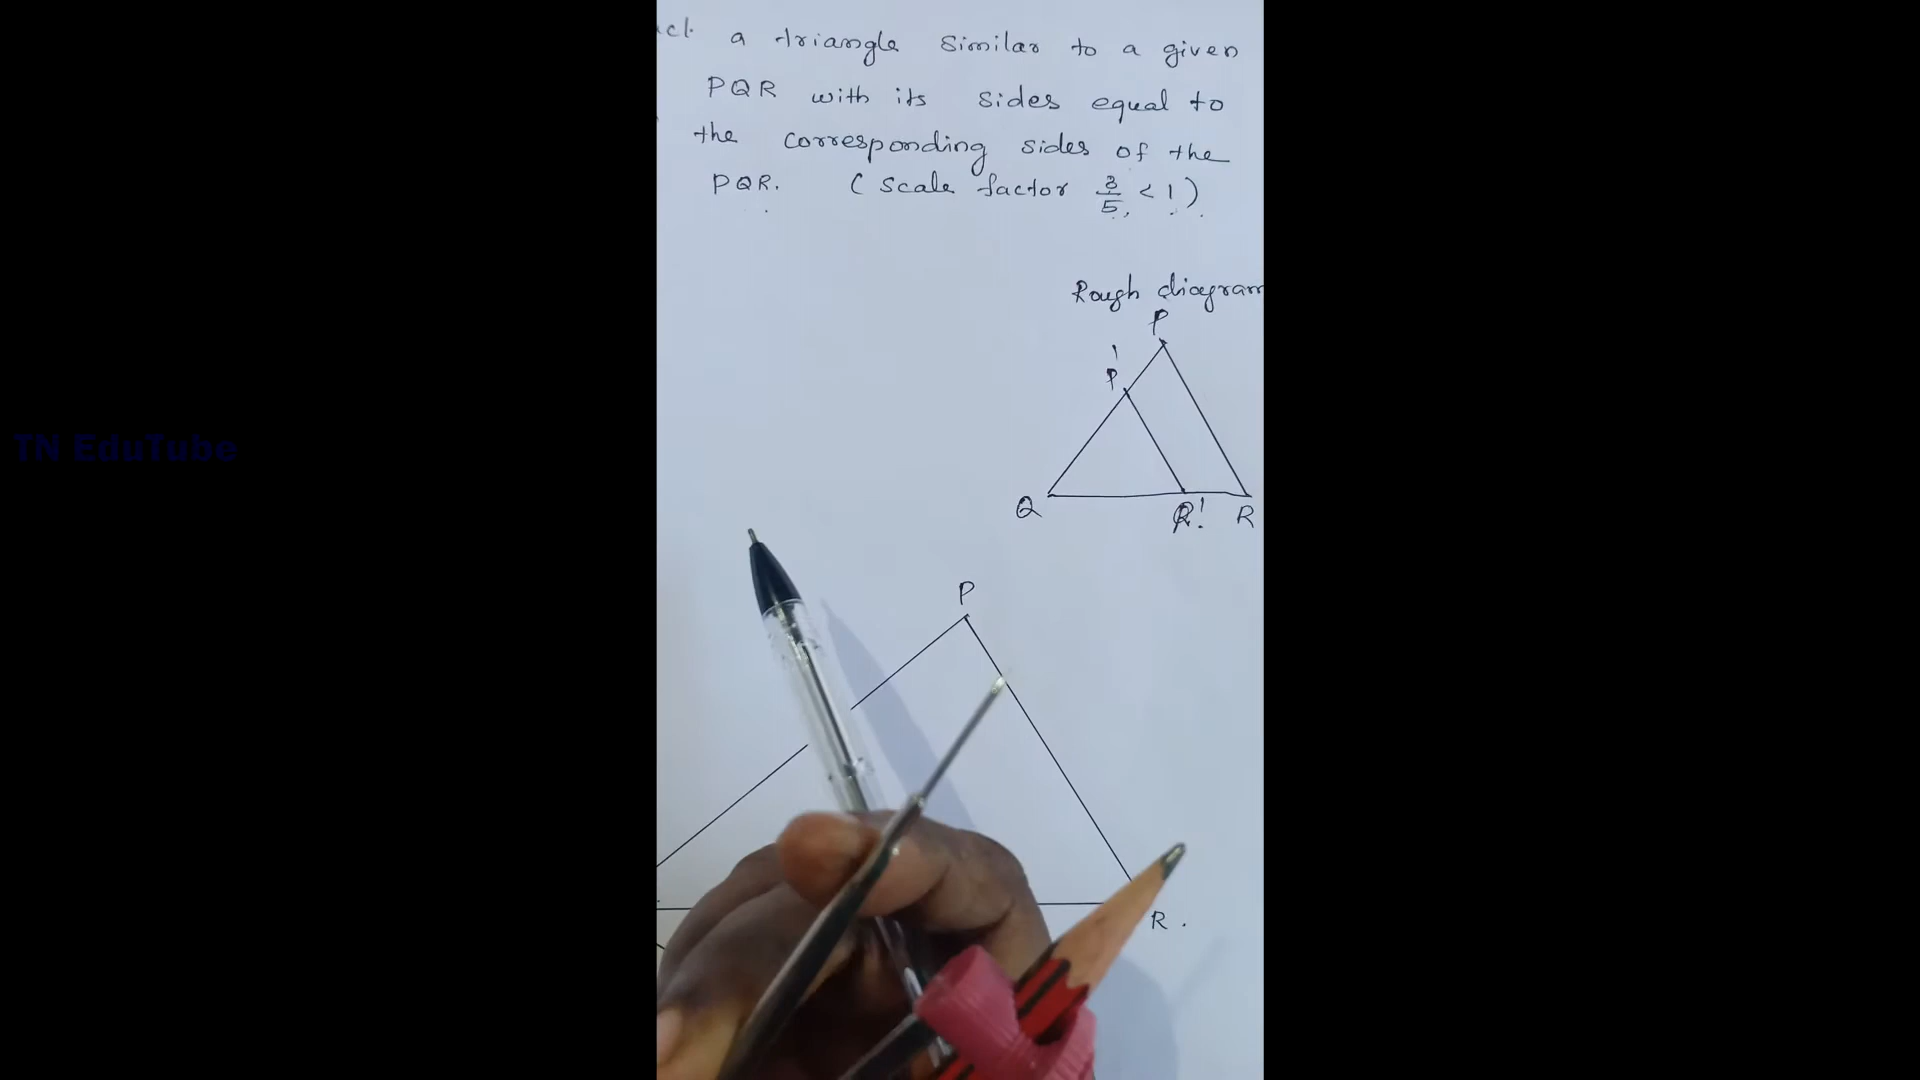 a triangle similar to a given
PQR with its sides equal to
the corresponding sides of the
PQR. (scale factor 3/5 < 1)
Rough diagram
P
P'
Q R' R
P
R.
TN EduTube